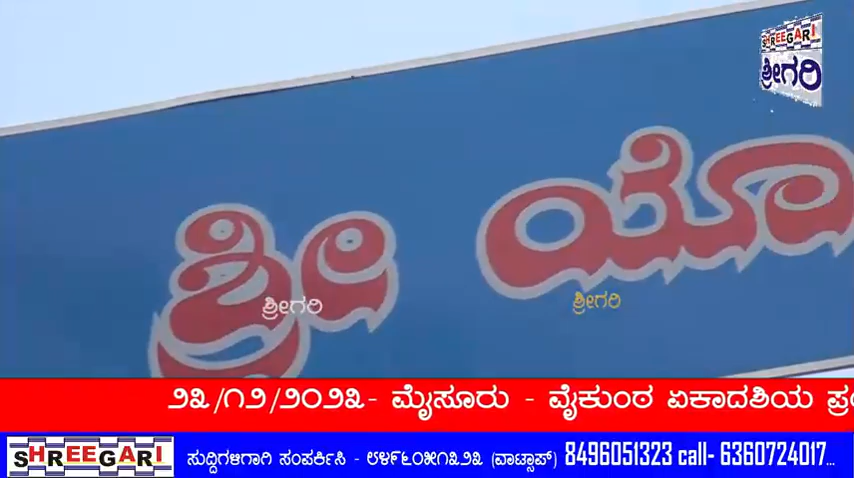 SHREEGARI
ಶ್ರೀಗರಿ
ಶ್ರೀ ಯೋ
ಶ್ರೀಗರಿ ಶ್ರೀಗರಿ
೨೩/೧೨/೨೦೨೩- ಮೈಸೂರು - ವೈಕುಂಠ ಏಕಾದಶಿಯ
SHREEGARI ಸುದ್ದಿಗಳಿಗಾಗಿ ಸಂಪರ್ಕಿಸಿ - ೮೪೯೬೦೫೧೩೨೩ (ವಾಟ್ಸಾಪ್) 8496051323 call- 6360724017...